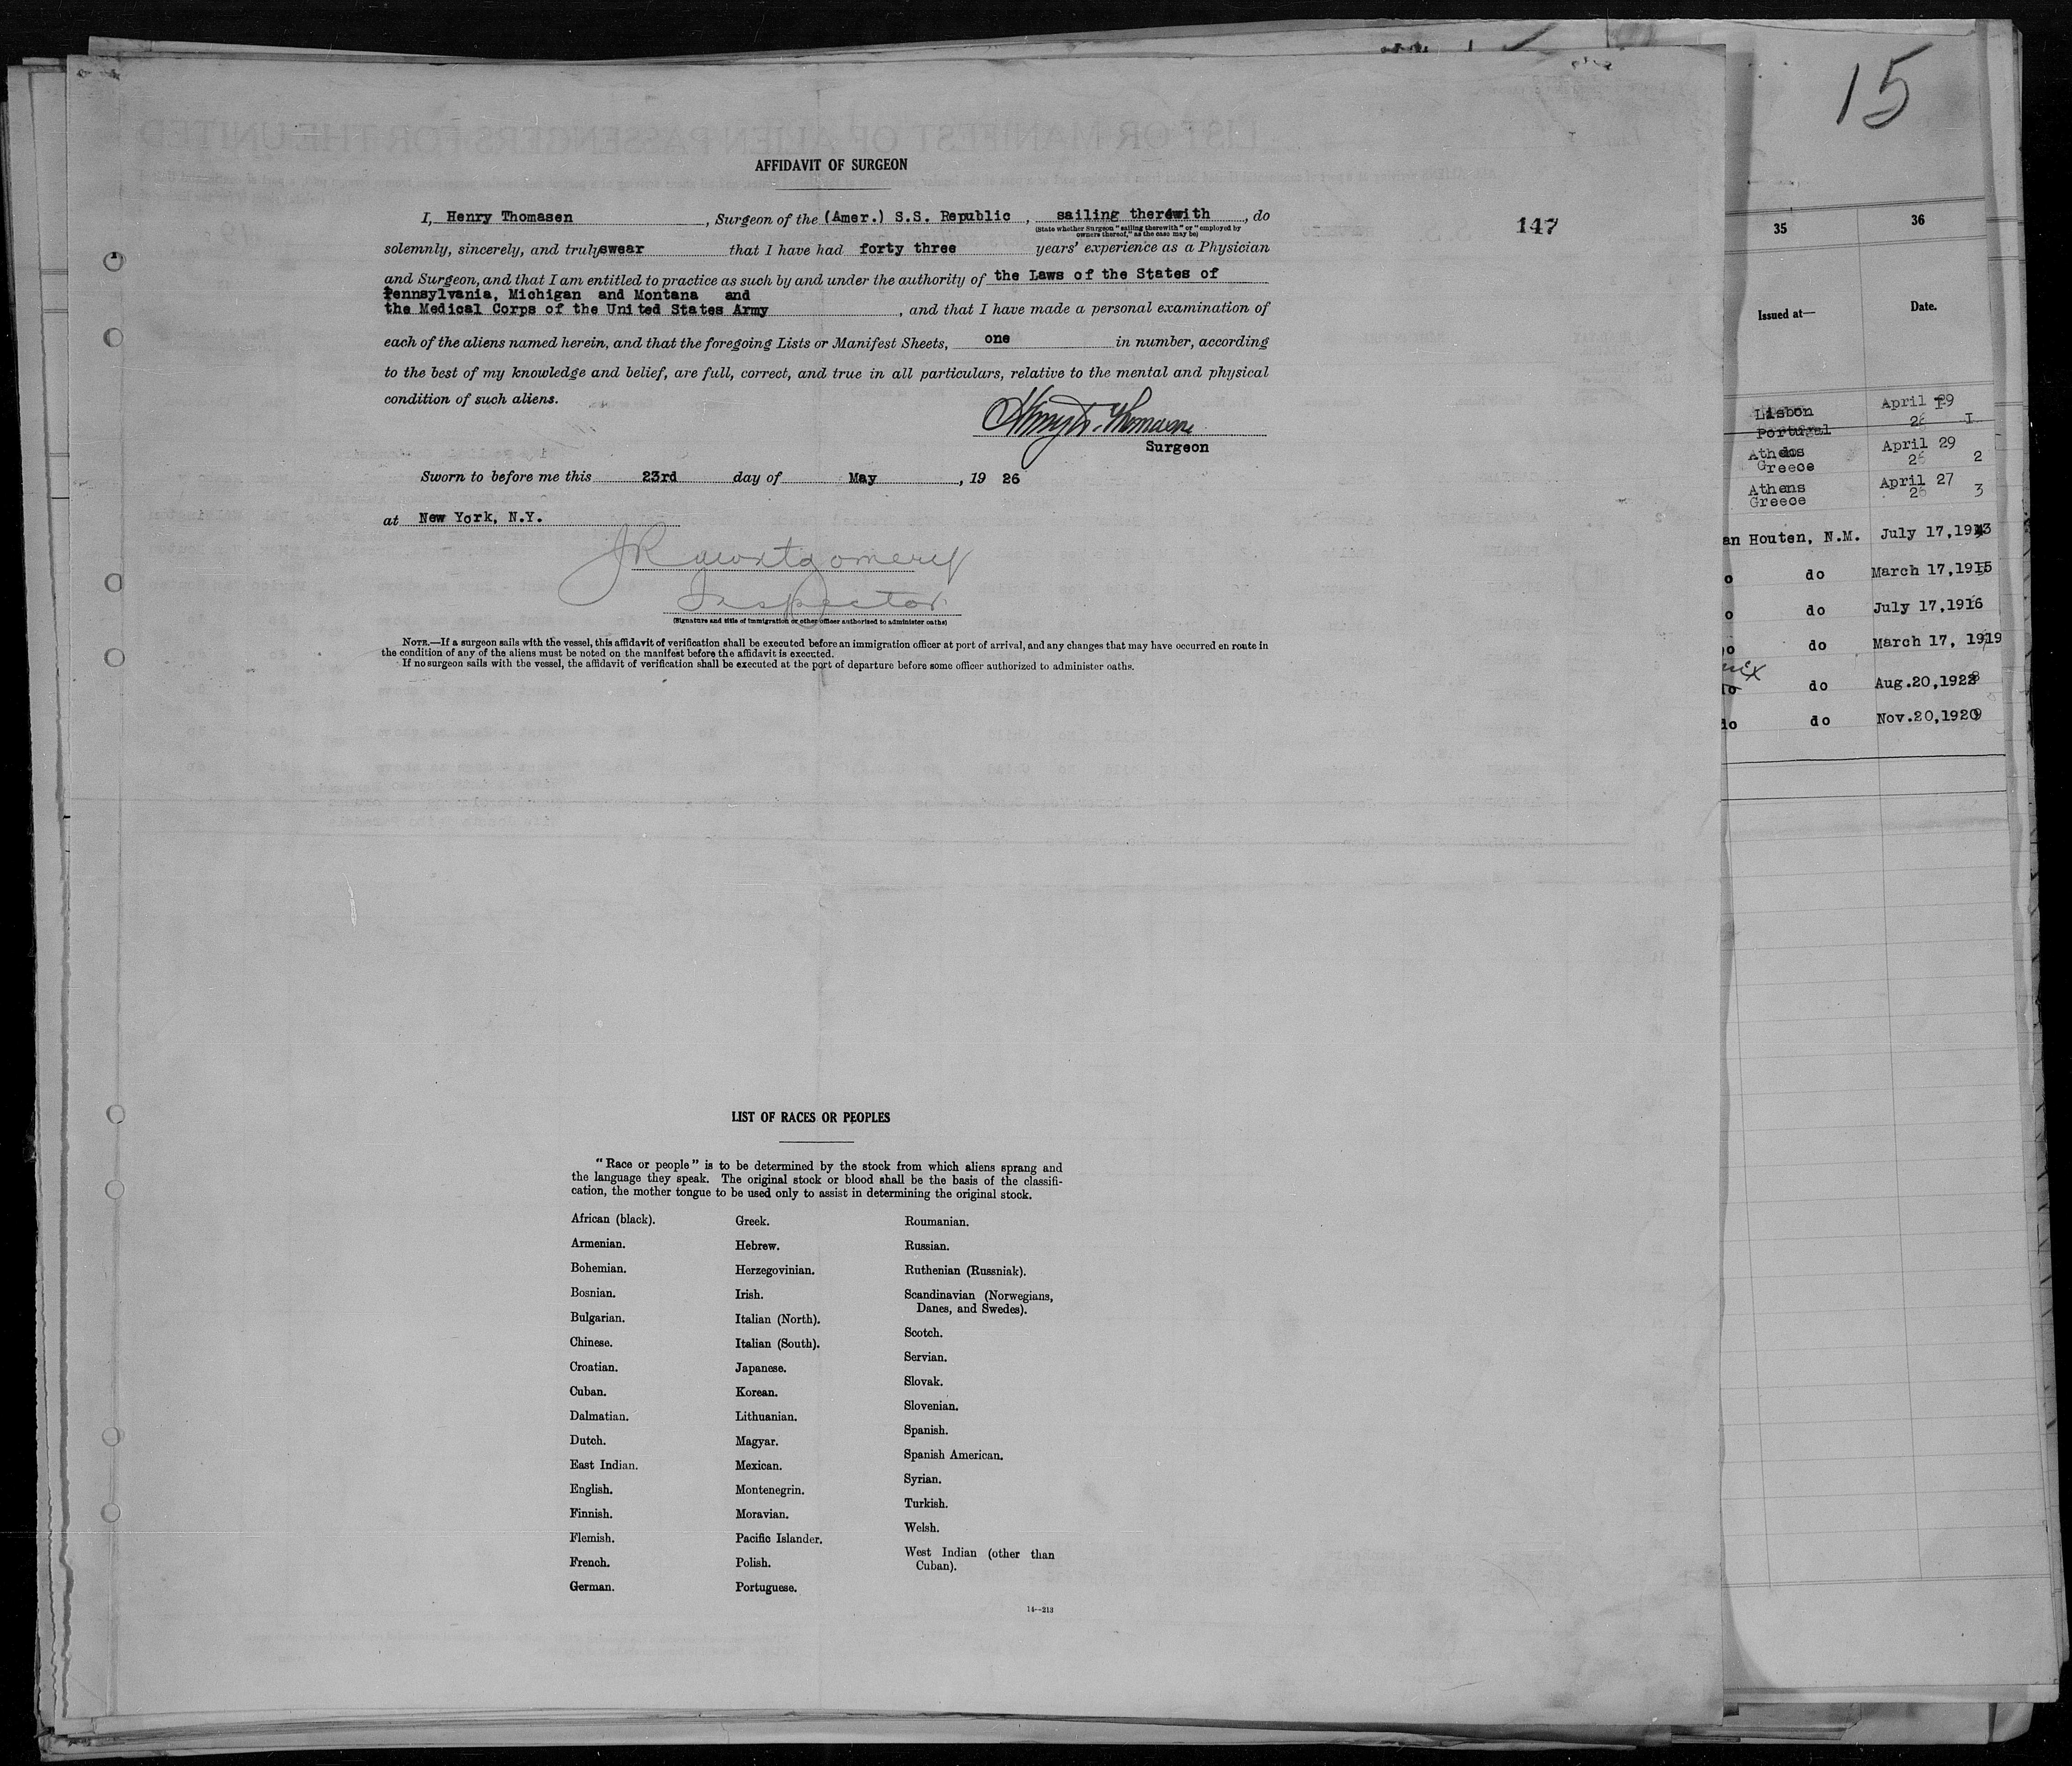 15
AFFIDAVIT OF SURGEON
I, Henry Thomasen, Surgeon of the (Amer.) S.S. Republic, sailing therewith, do
(State whether Surgeon "sailing therewith" or "employed by
owners thereof," as the case may be)
147
solemnly, sincerely, and truly swear that I have had forty three years' experience as a Physician
and Surgeon, and that I am entitled to practice as such by and under the authority of the Laws of the States of
Pennsylvania, Michigan and Montana and
the Medical Corps of the United States Army, and that I have made a personal examination of
each of the aliens named herein, and that the foregoing Lists or Manifest Sheets, one in number, according
to the best of my knowledge and belief, are full, correct, and true in all particulars, relative to the mental and physical
condition of such aliens.
Surgeon
Sworn to before me this 23rd day of May, 19 26
at New York, N.Y.
J R Montgomery
Inspector
(Signature and title of immigration or other officer authorized to administer oaths)
NOTE.—If a surgeon sails with the vessel, this affidavit of verification shall be executed before an immigration officer at port of arrival, and any changes that may have occurred en route in
the condition of any of the aliens must be noted on the manifest before the affidavit is executed.
If no surgeon sails with the vessel, the affidavit of verification shall be executed at the port of departure before some officer authorized to administer oaths.
LIST OF RACES OR PEOPLES
"Race or people" is to be determined by the stock from which aliens sprang and
the language they speak. The original stock or blood shall be the basis of the classifi-
cation, the mother tongue to be used only to assist in determining the original stock.
African (black).
Armenian.
Bohemian.
Bosnian.
Bulgarian.
Chinese.
Croatian.
Cuban.
Dalmatian.
Dutch.
East Indian.
English.
Finnish.
Flemish.
French.
German.
Greek.
Hebrew.
Herzegovinian.
Irish.
Italian (North).
Italian (South).
Japanese.
Korean.
Lithuanian.
Magyar.
Mexican.
Montenegrin.
Moravian.
Pacific Islander.
Polish.
Portuguese.
Roumanian.
Russian.
Ruthenian (Russniak).
Scandinavian (Norwegians,
Danes, and Swedes).
Scotch.
Servian.
Slovak.
Slovenian.
Spanish.
Spanish American.
Syrian.
Turkish.
Welsh.
West Indian (other than
Cuban).
14—213
35 36
Issued at— Date.
Lisbon April
Portugal 26 I
Athens April 29
Greece 26 2
Athens April 27
Greece 26 3
an Houten, N.M. July 17,
o do March 17,
o do July 17,
o do March 17,
do do Aug.20,
do do Nov.20,